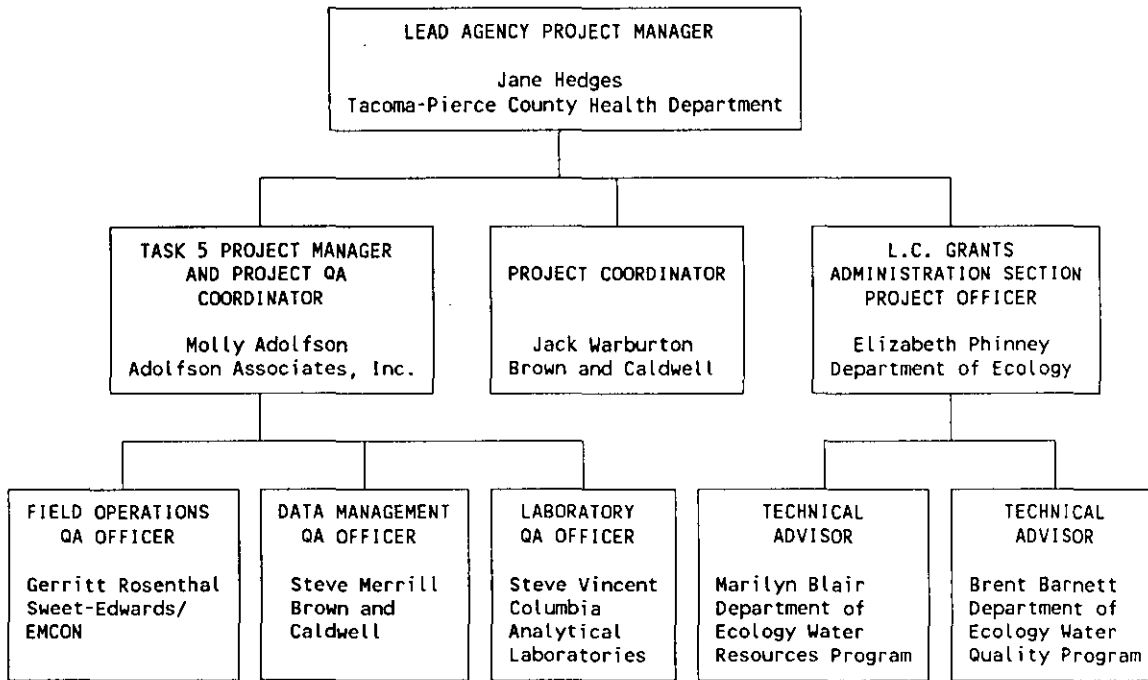 LEAD AGENCY PROJECT MANAGER
Jane Hedges
Tacoma-Pierce County Health Department
TASK 5 PROJECT MANAGER
AND PROJECT QA
COORDINATOR
Molly Adolfson
Adolfson Associates, Inc.
PROJECT COORDINATOR
Jack Warburton
Brown and Caldwell
L.C. GRANTS
ADMINISTRATION SECTION
PROJECT OFFICER
Elizabeth Phinney
Department of Ecology
FIELD OPERATIONS
QA OFFICER
Gerritt Rosenthal
Sweet-Edwards/
EMCON
DATA MANAGEMENT
QA OFFICER
Steve Merrill
Brown and
Caldwell
LABORATORY
QA OFFICER
Steve Vincent
Columbia
Analytical
Laboratories
TECHNICAL
ADVISOR
Marilyn Blair
Department of
Ecology Water
Resources Program
TECHNICAL
ADVISOR
Brent Barnett
Department of
Ecology Water
Quality Program